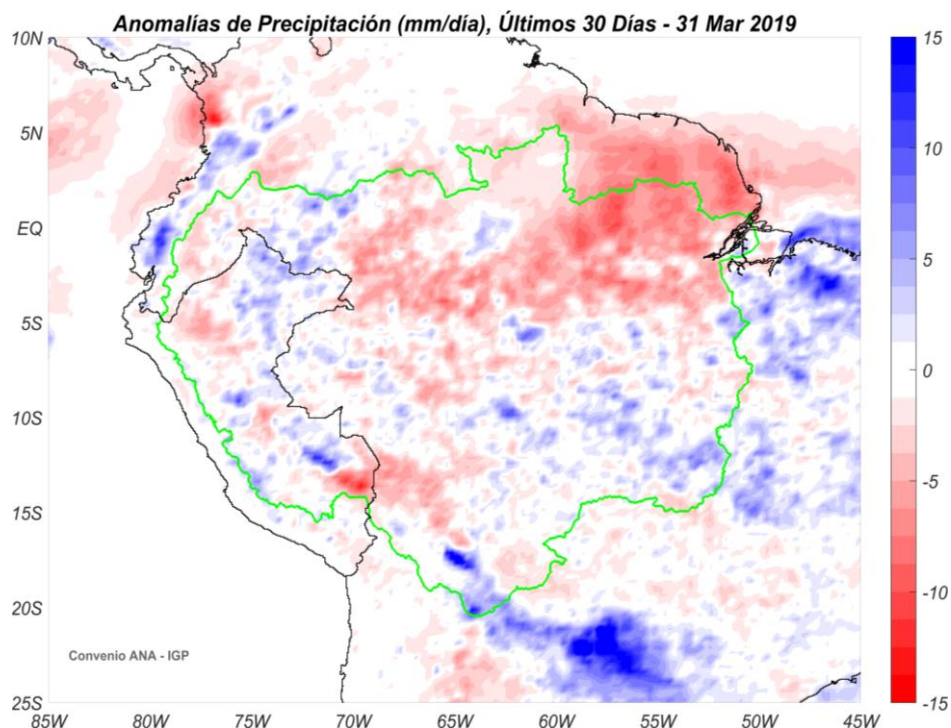 Anomalías de Precipitación (mm/día), Últimos 30 Días - 31 Mar 2019
10N
5N
EQ
5S
10S
15S
20S
25S
85W 80W 75W 70W 65W 60W 55W 50W 45W
15
10
5
0
-5
-10
-15
Convenio ANA - IGP